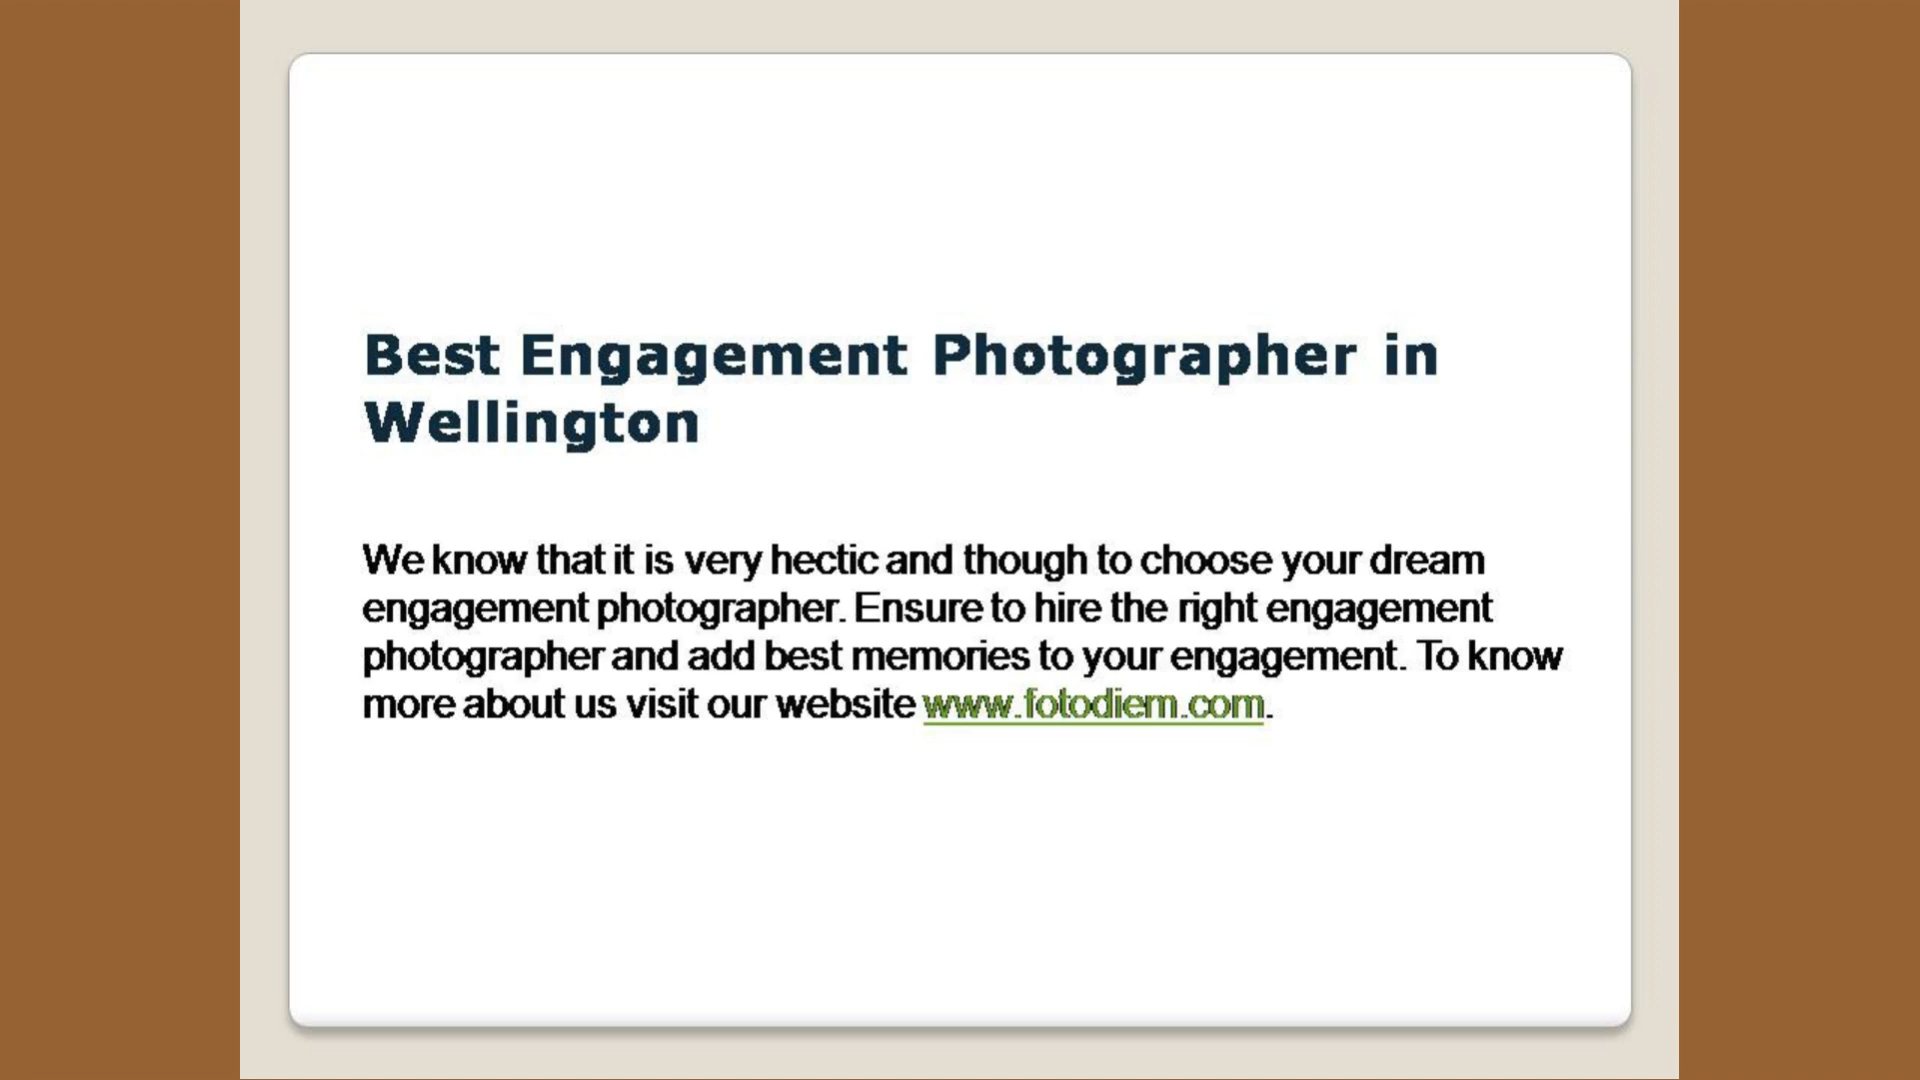 Best Engagement Photographer in
Wellington
We know that it is very hectic and though to choose your dream
engagement photographer. Ensure to hire the right engagement
photographer and add best memories to your engagement. To know
more about us visit our website www.fotodiem.com.